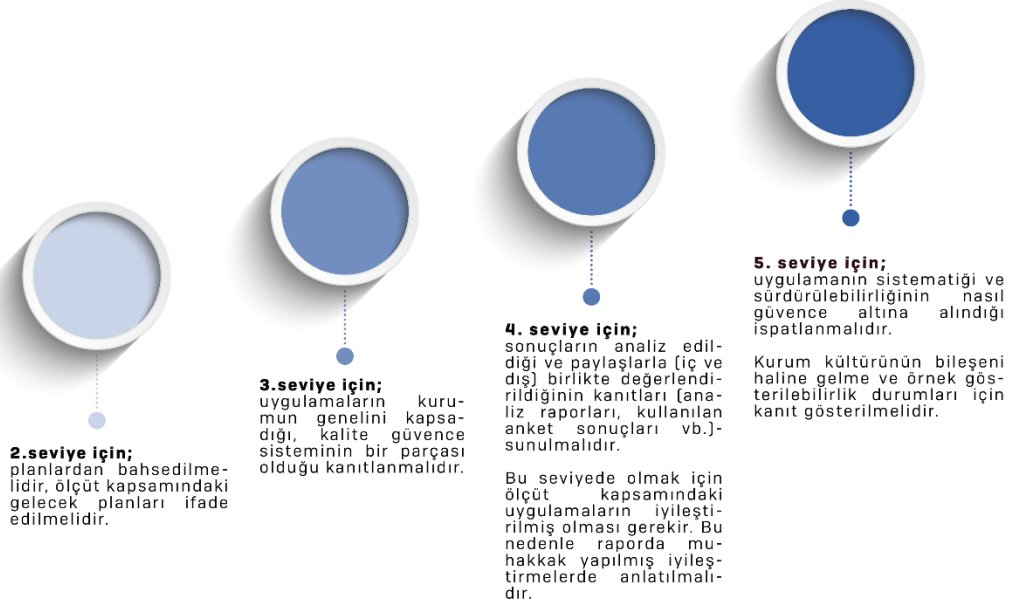 2.seviye için;
planlardan bahsedilme-
lidir, ölçüt kapsamındaki
gelecek planları ifade
edilmelidir.
3.seviye için;
uygulamaların kuru-
mun genelini kapsa-
dığı, kalite güvence
sisteminin bir parçası
olduğu kanıtlanmalıdır.
4. seviye için;
sonuçların analiz edil-
diği ve paylaşlarla (iç ve
dış) birlikte değerlendi-
rildiğinin kanıtları (ana-
liz raporları, kullanılan
anket sonuçları vb.)-
sunulmalıdır.
Bu seviyede olmak için
ölçüt kapsamındaki
uygulamaların iyileşti-
rilmiş olması gerekir. Bu
nedenle raporda mu-
hakkak yapılmış iyileş-
tirmelerde anlatılmalı-
dır.
5. seviye için;
uygulamanın sistematiği ve
sürdürülebilirliğinin nasıl
güvence altına alındığı
ispatlanmalıdır.
Kurum kültürünün bileşeni
haline gelme ve örnek gös-
terilebilirlik durumları için
kanıt gösterilmelidir.